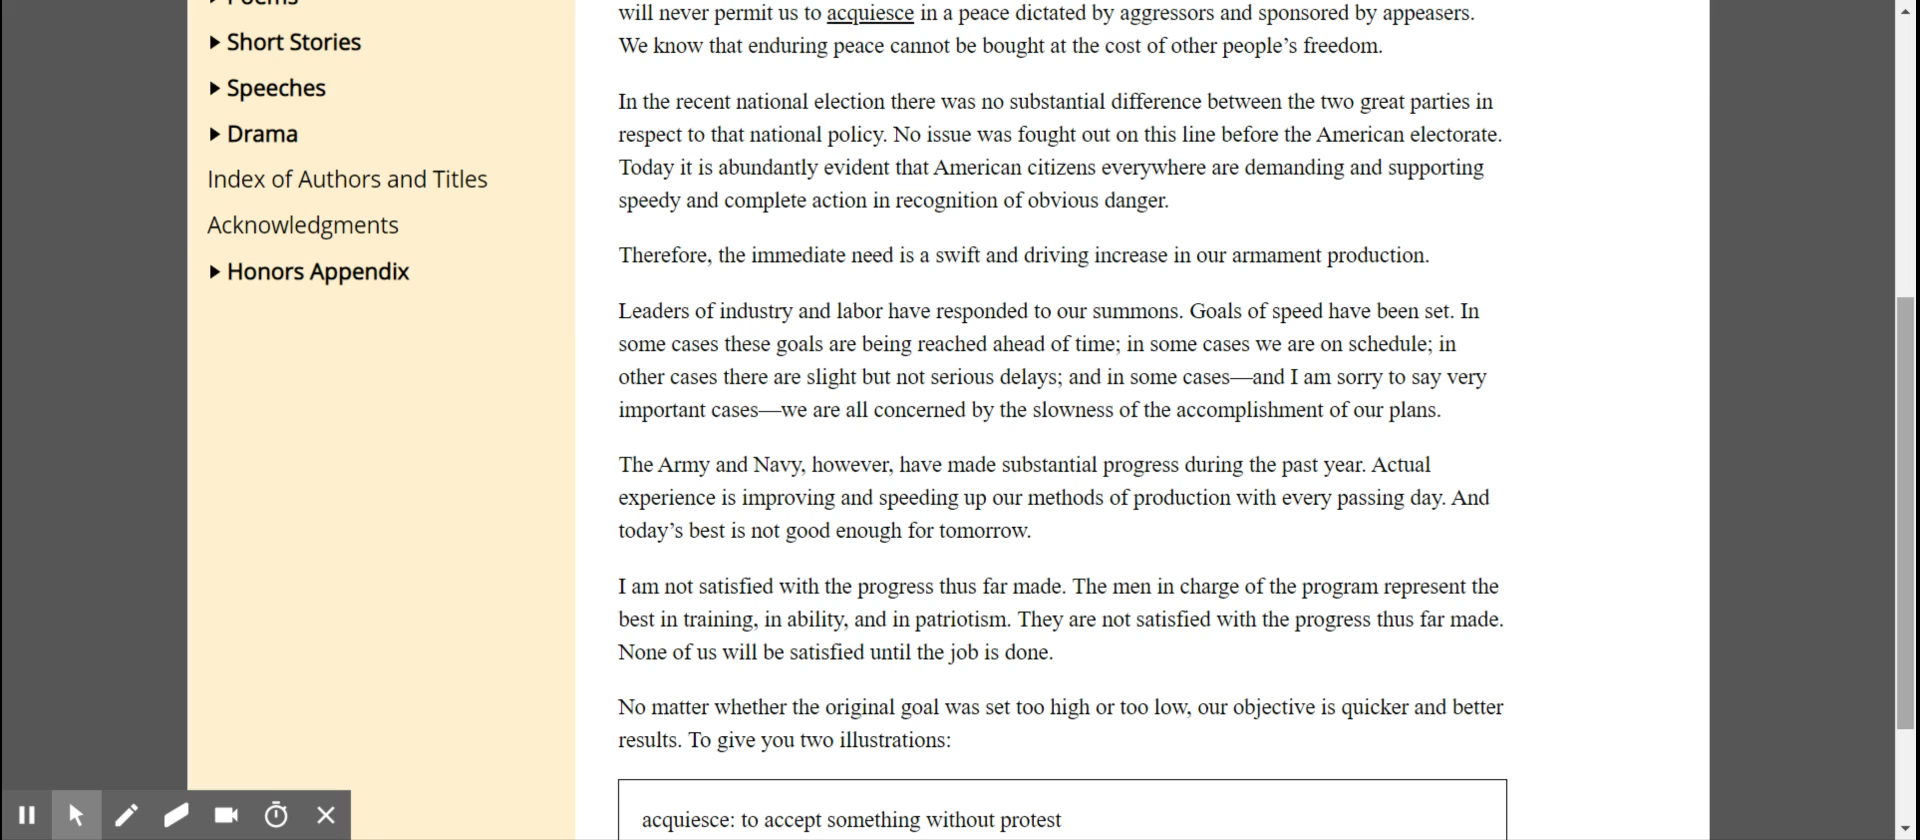 Poems
Short Stories
Speeches
Drama
Index of Authors and Titles
Acknowledgments
Honors Appendix
will never permit us to acquiesce in a peace dictated by aggressors and sponsored by appeasers.
We know that enduring peace cannot be bought at the cost of other people’s freedom.
In the recent national election there was no substantial difference between the two great parties in
respect to that national policy. No issue was fought out on this line before the American electorate.
Today it is abundantly evident that American citizens everywhere are demanding and supporting
speedy and complete action in recognition of obvious danger.
Therefore, the immediate need is a swift and driving increase in our armament production.
Leaders of industry and labor have responded to our summons. Goals of speed have been set. In
some cases these goals are being reached ahead of time; in some cases we are on schedule; in
other cases there are slight but not serious delays; and in some cases—and I am sorry to say very
important cases—we are all concerned by the slowness of the accomplishment of our plans.
The Army and Navy, however, have made substantial progress during the past year. Actual
experience is improving and speeding up our methods of production with every passing day. And
today’s best is not good enough for tomorrow.
I am not satisfied with the progress thus far made. The men in charge of the program represent the
best in training, in ability, and in patriotism. They are not satisfied with the progress thus far made.
None of us will be satisfied until the job is done.
No matter whether the original goal was set too high or too low, our objective is quicker and better
results. To give you two illustrations:
acquiesce: to accept something without protest